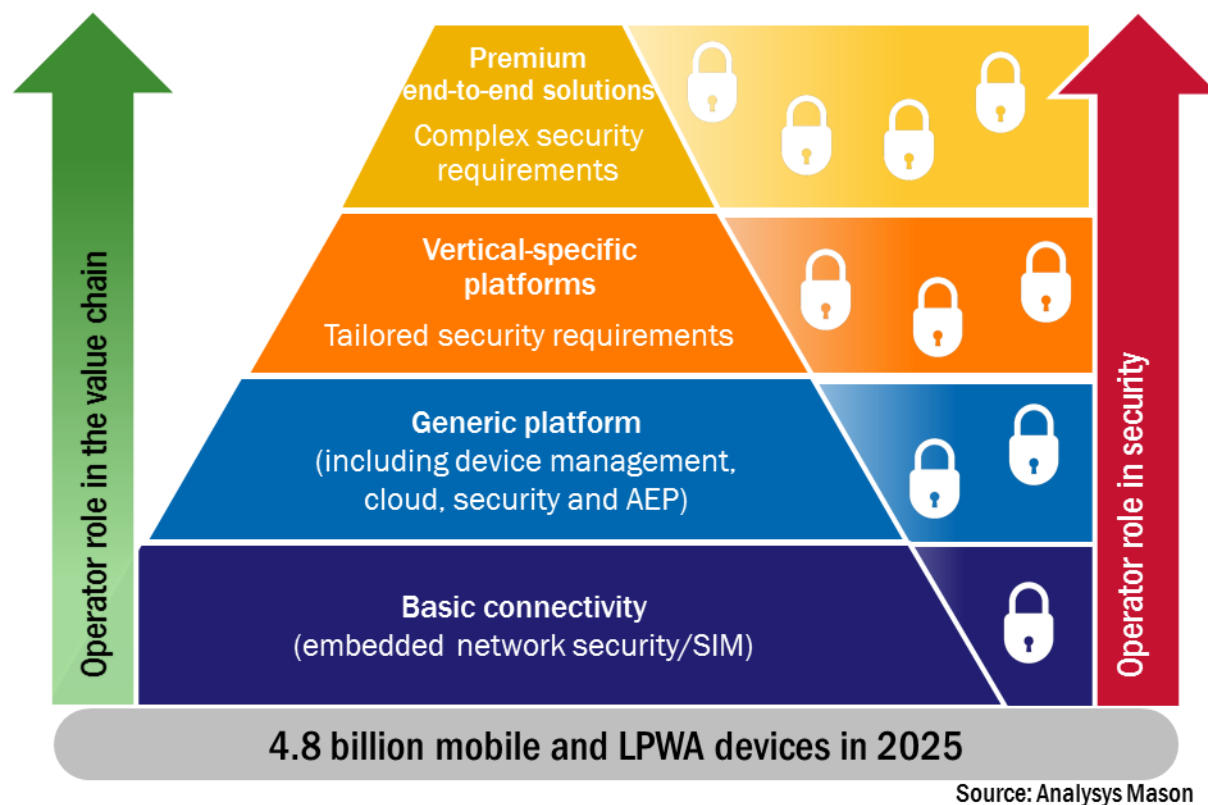 Operator role in the value chain
Premium
end-to-end solutions
Complex security
requirements
Vertical-specific
platforms
Tailored security requirements
Generic platform
(including device management,
cloud, security and AEP)
Basic connectivity
(embedded network security/SIM)
Operator role in security
4.8 billion mobile and LPWA devices in 2025
Source: Analysys Mason